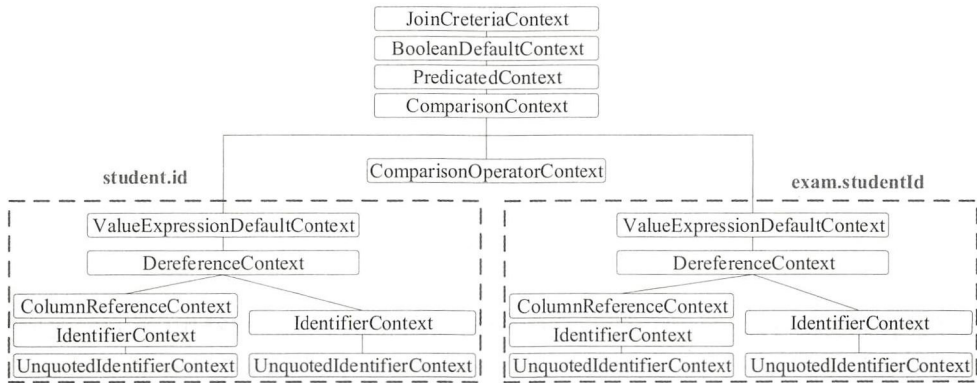 JoinCreteriaContext
BooleanDefaultContext
PredicatedContext
ComparisonContext
ComparisonOperatorContext
student.id
exam.studentId
ValueExpressionDefaultContext
ValueExpressionDefaultContext
DereferenceContext
DereferenceContext
ColumnReferenceContext
IdentifierContext
ColumnReferenceContext
IdentifierContext
IdentifierContext
IdentifierContext
UnquotedIdentifierContext
UnquotedIdentifierContext
UnquotedIdentifierContext
UnquotedIdentifierContext